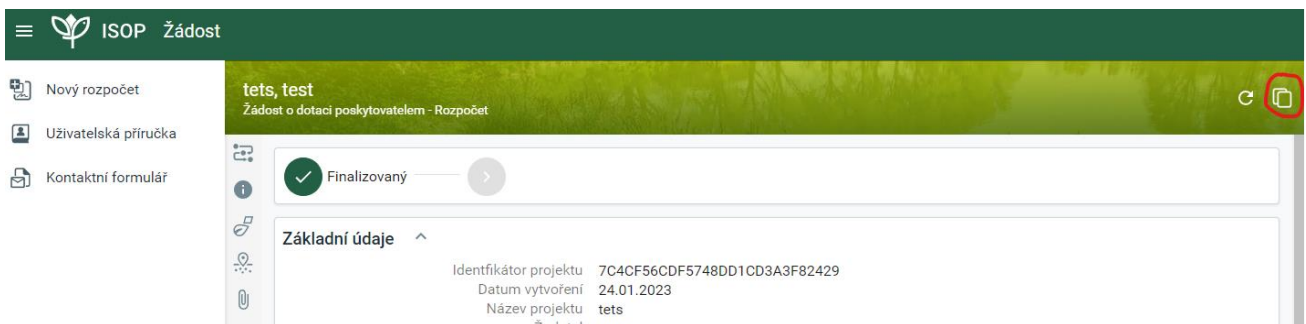 ISOP Žádost
Nový rozpočet
Uživatelská příručka
Kontaktní formulář
tets, test
Žádost o dotaci poskytovatelem - Rozpočet
Finalizovaný
Základní údaje
Identfikátor projektu 7C4CF56CDF5748DD1CD3A3F82429
Datum vytvoření 24.01.2023
Název projektu tets